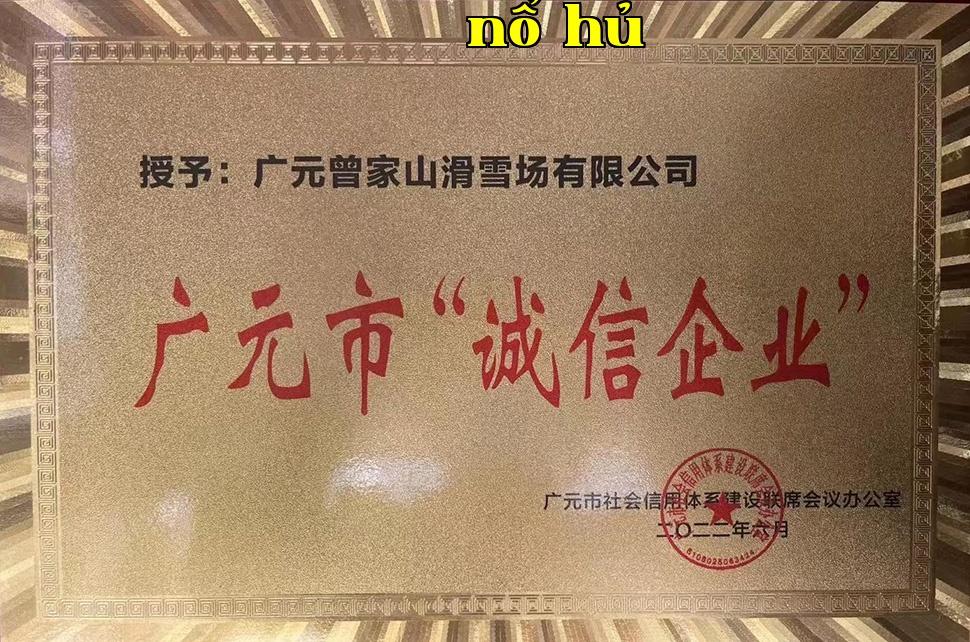 nổ hủ
授予：广元曾家山滑雪场有限公司
广元市“诚信企业”
广元市社会信用体系建设联席会议办公室
二〇二二年六月
5108025063424